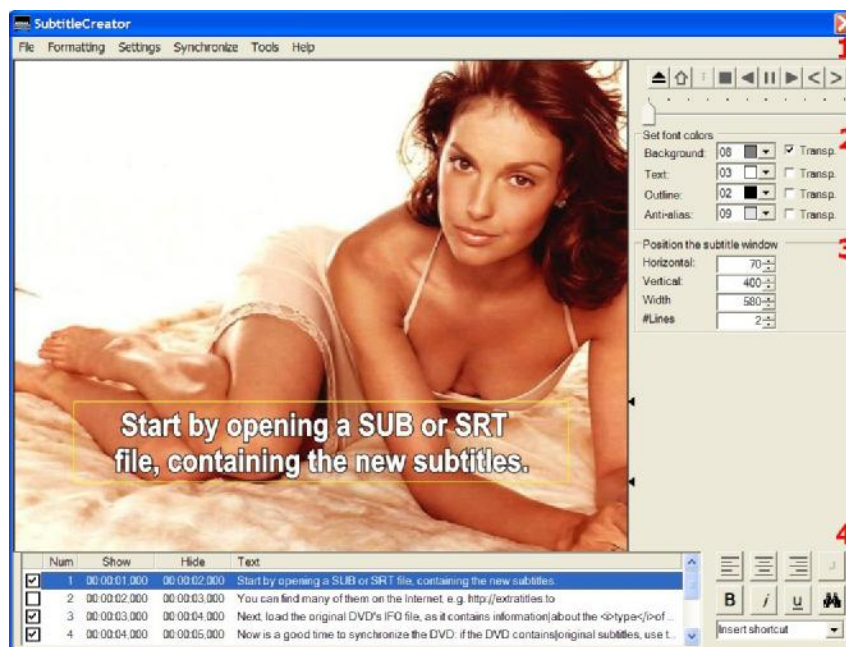 SubtitleCreator
File Formatting Settings Synchronize Tools Help
1
Set font colors
2
Background: 08 Transp.
Text: 03 Transp.
Outline: 02 Transp.
Anti-alias: 09 Transp.
Position the subtitle window
3
Horizontal: 70
Vertical: 400
Width 580
#Lines 2
Start by opening a SUB or SRT
file, containing the new subtitles.
4
Num Show Hide Text
1 00:00:01,000 00:00:02,000 Start by opening a SUB or SRT file, containing the new subtitles.
2 00:00:02,000 00:00:03,000 You can find many of them on the Internet, e.g. http://extratitles.to
3 00:00:03,000 00:00:04,000 Next, load the original DVD's IFO file, as it contains information|about the <i>type</i>of ...
4 00:00:04,000 00:00:05,000 Now is a good time to synchronize the DVD: if the DVD contains|original subtitles, use t...
B i u
Insert shortcut